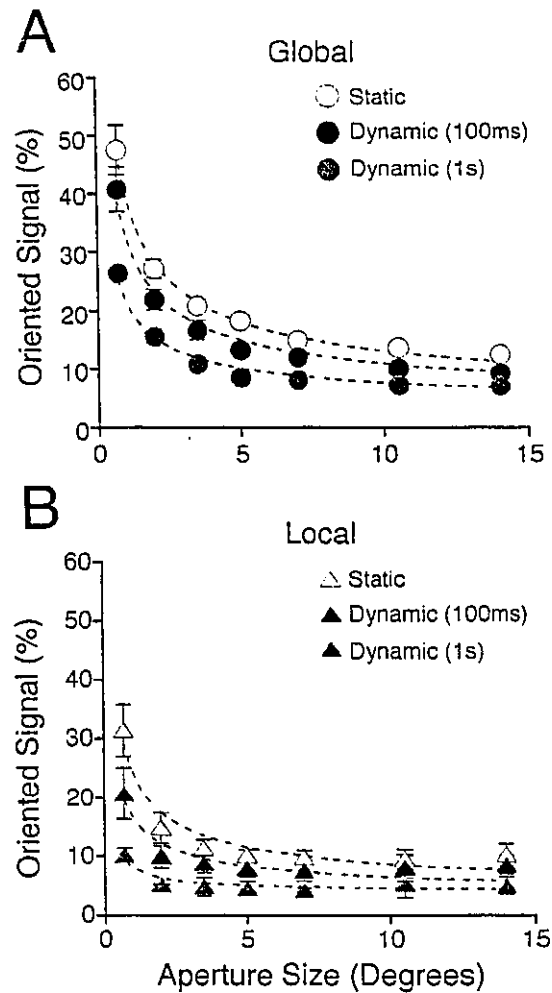 A
Global
Static
Dynamic (100ms)
Dynamic (1s)
Oriented Signal (%)
60
50
40
30
20
10
0
0 5 10 15
B
Local
Static
Dynamic (100ms)
Dynamic (1s)
Oriented Signal (%)
60
50
40
30
20
10
0
0 5 10 15
Aperture Size (Degrees)